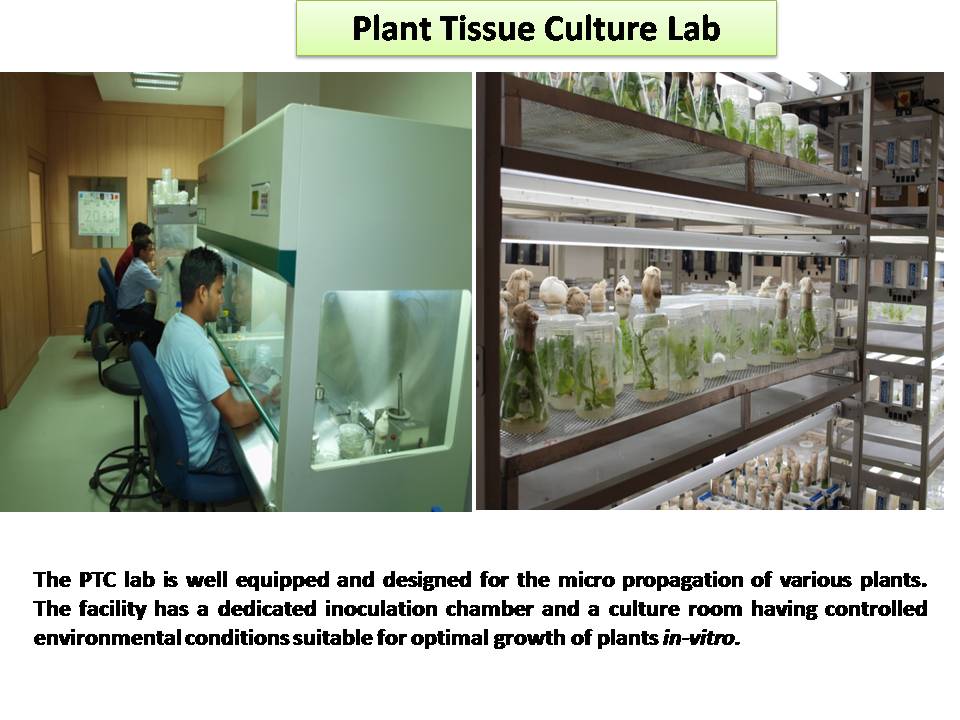 Plant Tissue Culture Lab
The PTC lab is well equipped and designed for the micro propagation of various plants.
The facility has a dedicated inoculation chamber and a culture room having controlled
environmental conditions suitable for optimal growth of plants in-vitro.